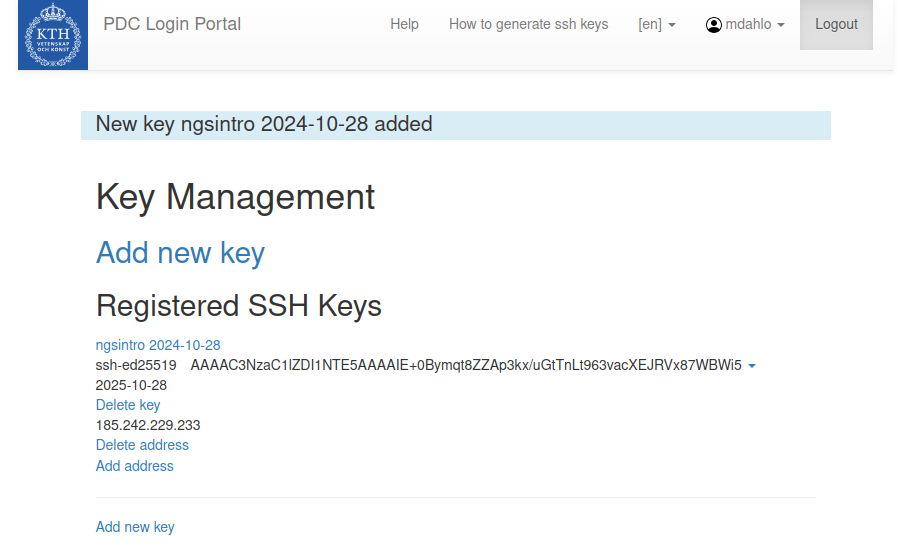 KTH
VETENSKAP
OCH KONST
PDC Login Portal
Help
How to generate ssh keys
[en]
mdahlo
Logout
New key ngsintro 2024-10-28 added
Key Management
Add new key
Registered SSH Keys
ngsintro 2024-10-28
ssh-ed25519 AAAAC3NzaC1lZDI1NTE5AAAAIE+0Bymqt8ZZAp3kx/uGtTnLt963vacXEJRVx87WBWi5
2025-10-28
Delete key
185.242.229.233
Delete address
Add address
Add new key